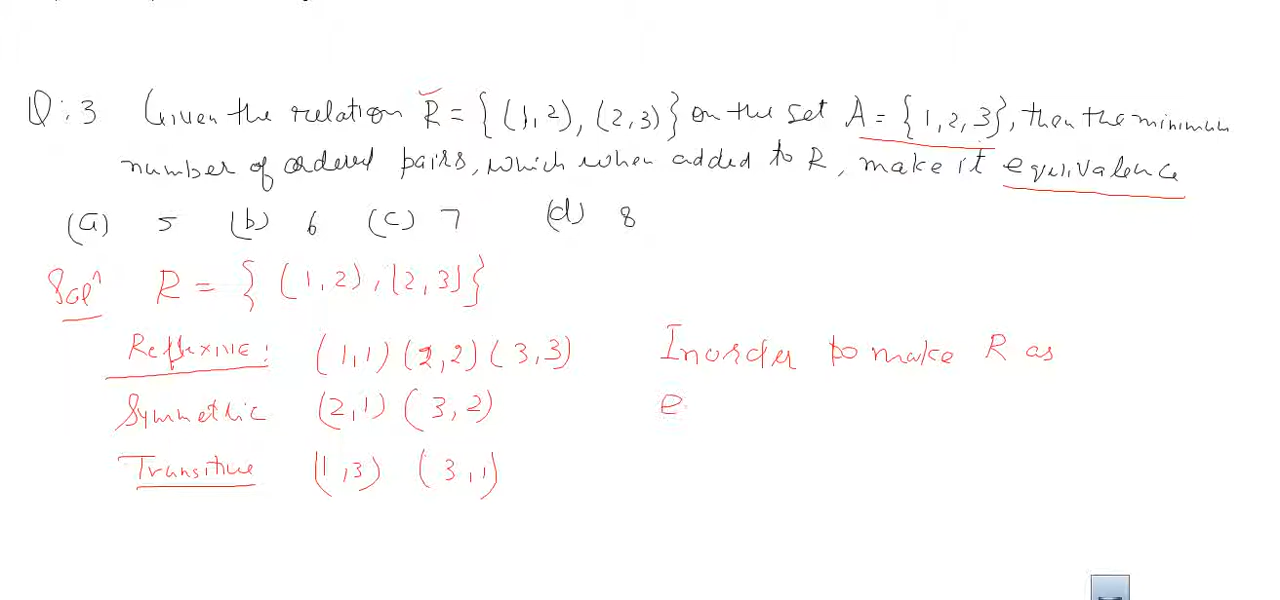 Q: 3 Given the relation R = {(1,2), (2,3)} on the set A = {1, 2, 3}, then the minimum
number of ordered pairs, which when added to R, make it equivalence
(a) 5 (b) 6 (c) 7 (d) 8
Solⁿ R = { (1,2), (2,3) }
Reflexive: (1,1) (2,2) (3,3)
Symmetric (2,1) (3,2)
Transitive (1,3) (3,1)
Inorder to make R as
e